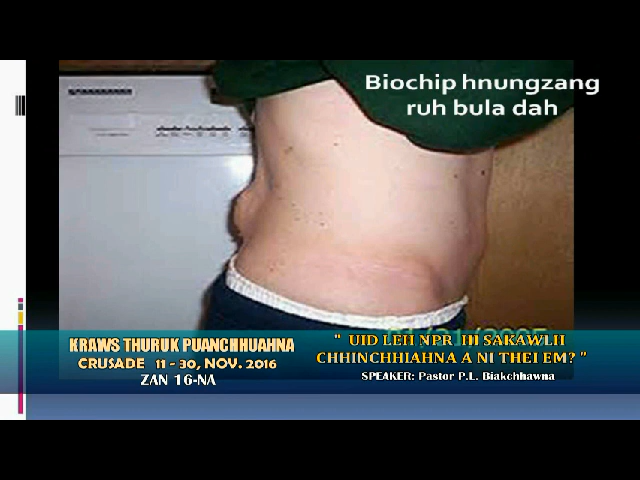 Biochip hnungzang
ruh bula dah
KRAWS THURUK PUANCHHUAHNA
CRUSADE 11 - 30, NOV. 2016
ZAN 16-NA
" UID LEH NPR HI SAKAWLH
CHHINCHHIAHNA A NI THEI EM? "
SPEAKER: Pastor P.L. Biakchhawna